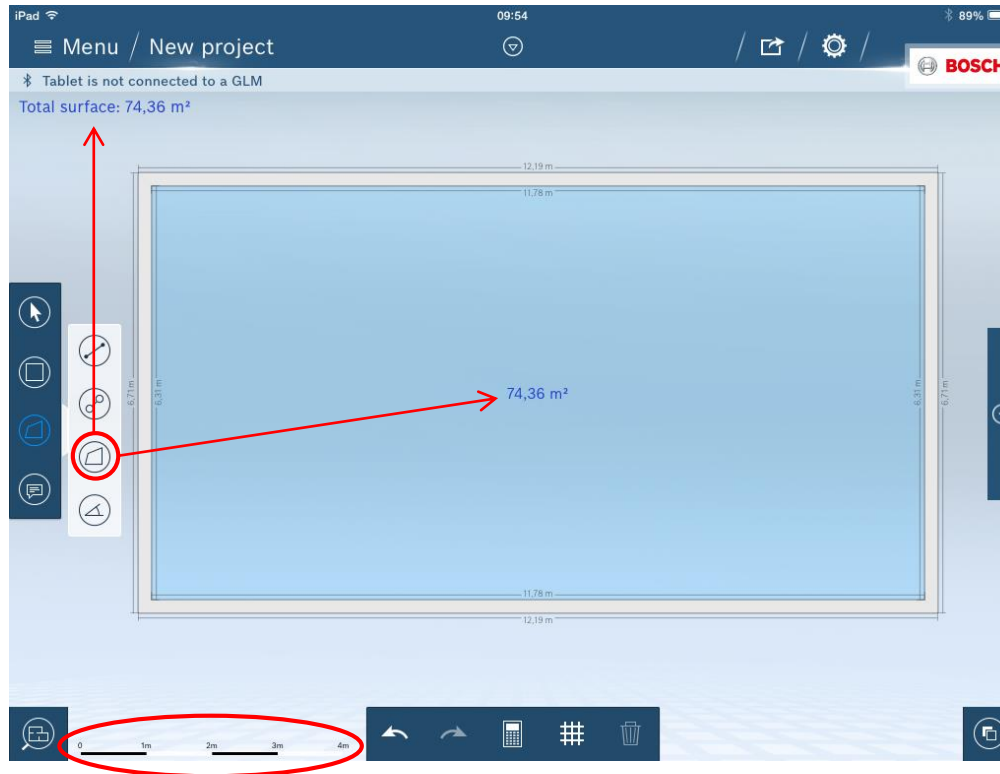 iPad 09:54 89%
Menu / New project
BOSCH
Tablet is not connected to a GLM
Total surface: 74,36 m²
12,19 m
11,78 m
6,71 m
6,31 m
74,36 m²
6,31 m
6,71 m
11,78 m
12,19 m
0 1m 2m 3m 4m